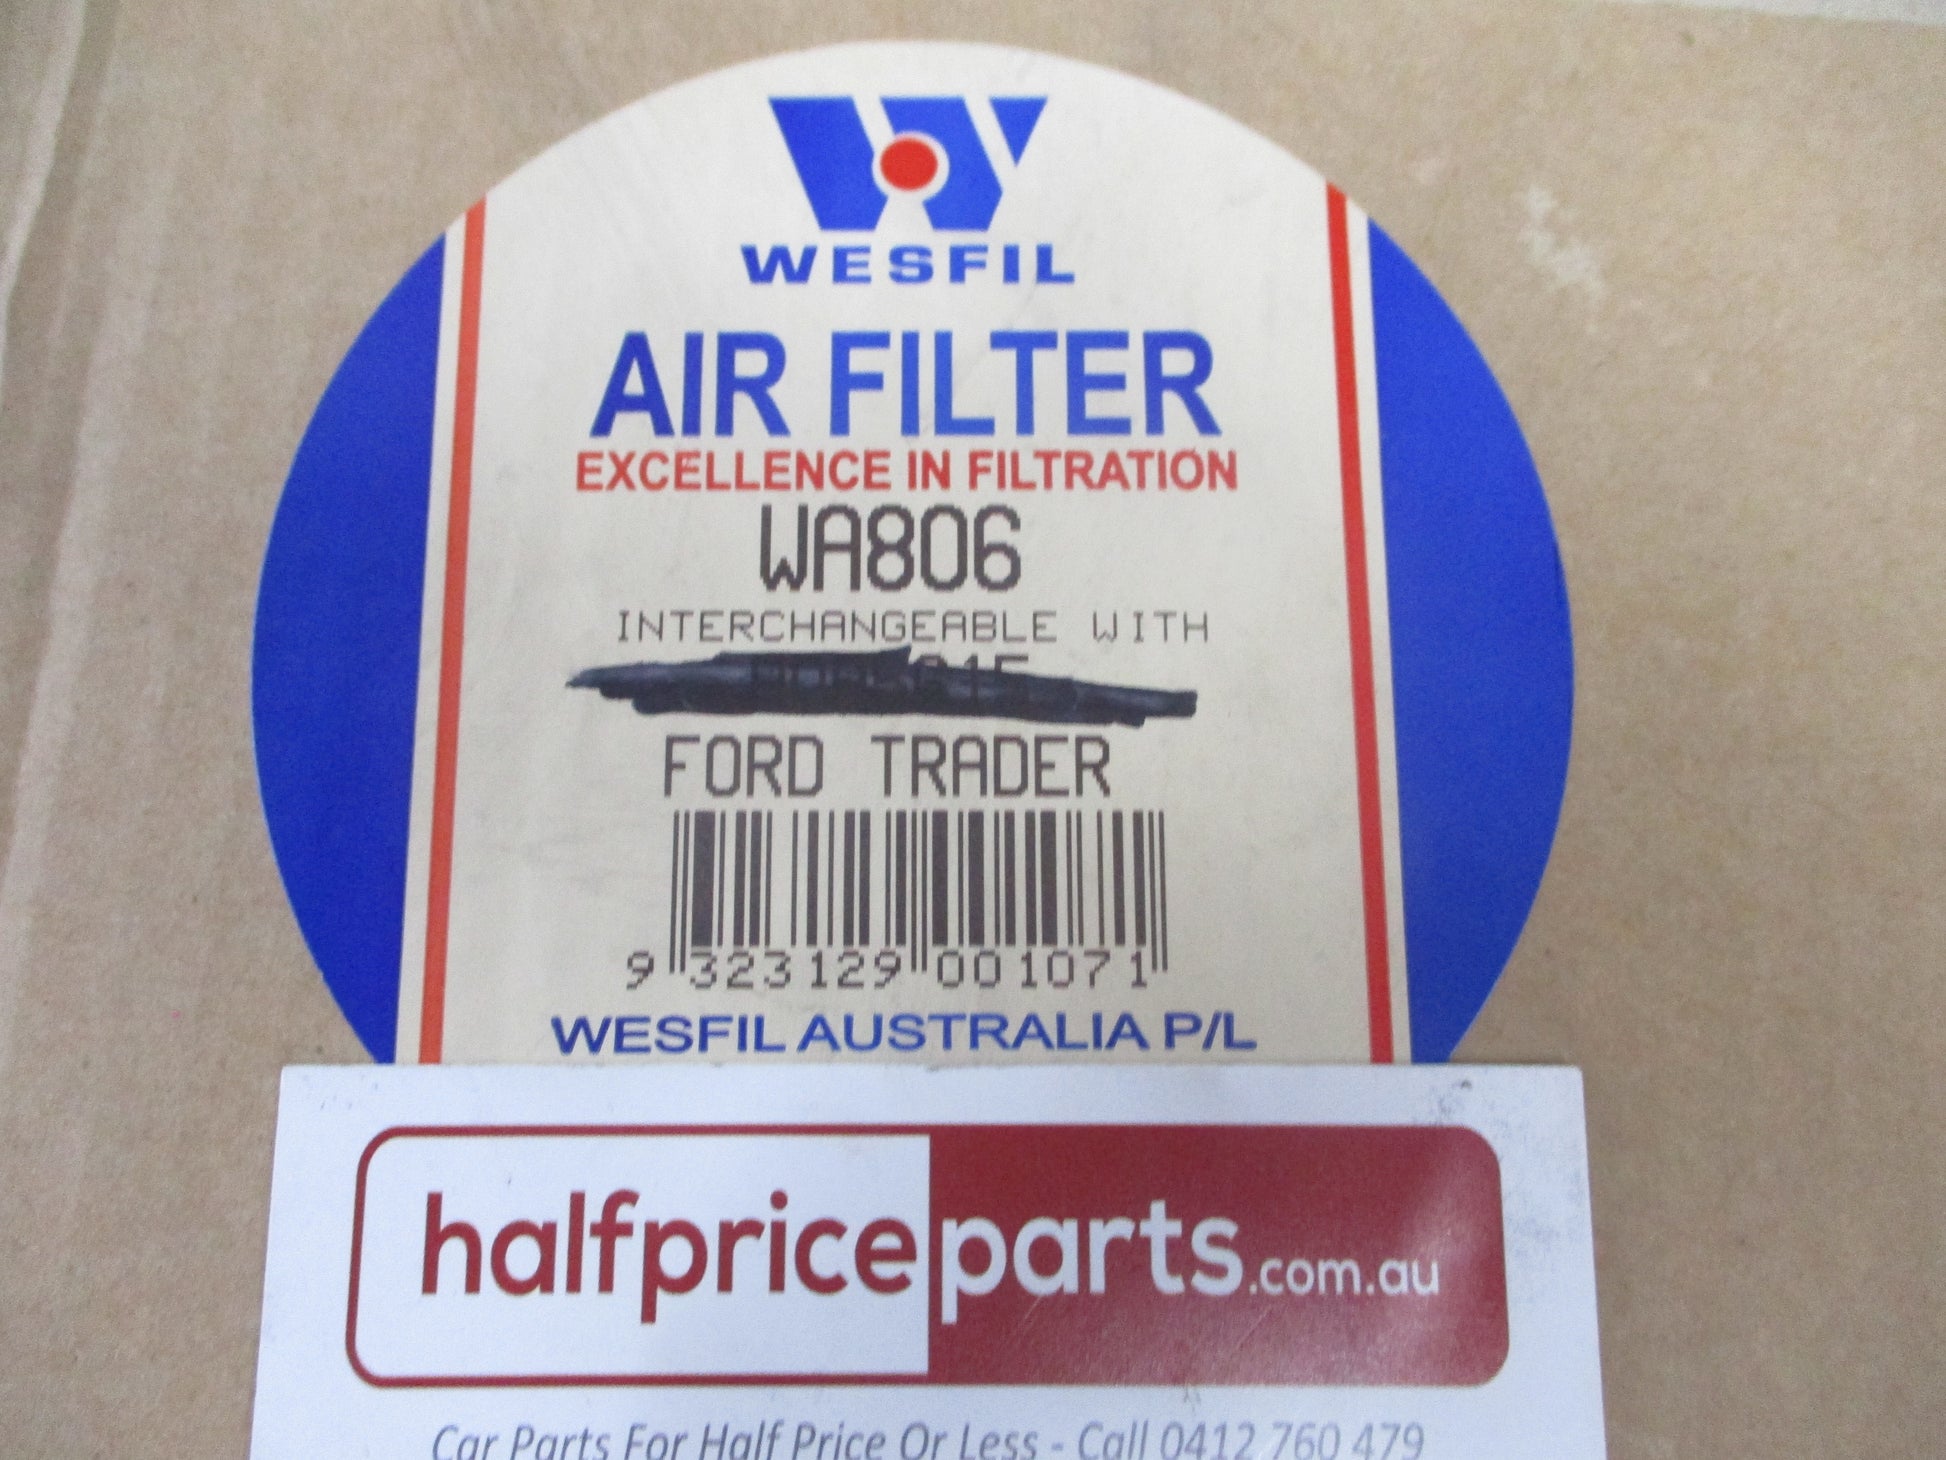 WESFIL
AIR FILTER
EXCELLENCE IN FILTRATION
WA806
INTERCHANGEABLE WITH
FORD TRADER
9 323129 001071
WESFIL AUSTRALIA P/L
halfpriceparts.com.au
Car Parts For Half Price Or Less - Call 0412 760 479